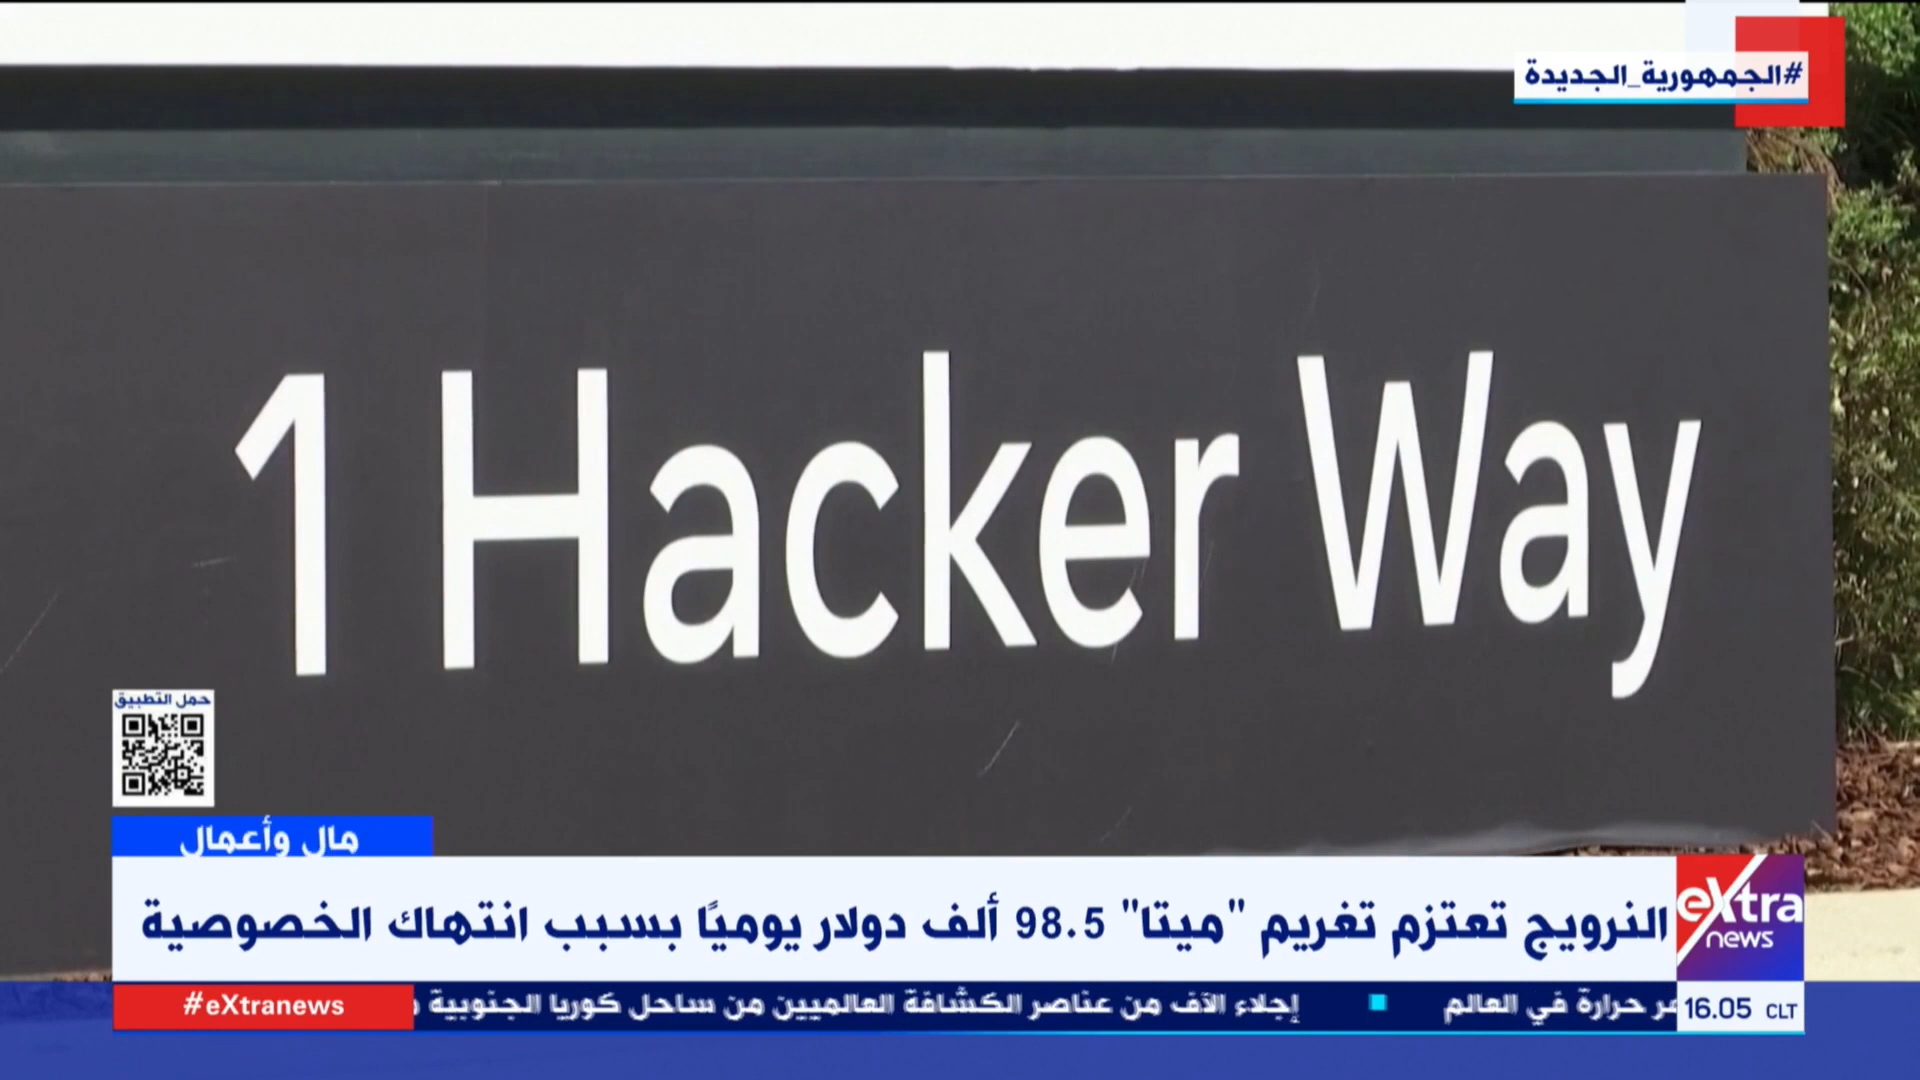 #الجمهورية_الجديدة
1 Hacker Way
حمل التطبيق
مال وأعمال
النرويج تعتزم تغريم "ميتا" 98.5 ألف دولار يوميًا بسبب انتهاك الخصوصية
eXtra
news
#eXtranews
حرارة في العالم
إجلاء الآف من عناصر الكشافة العالميين من ساحل كوريا الجنوبية
16.05 CLT